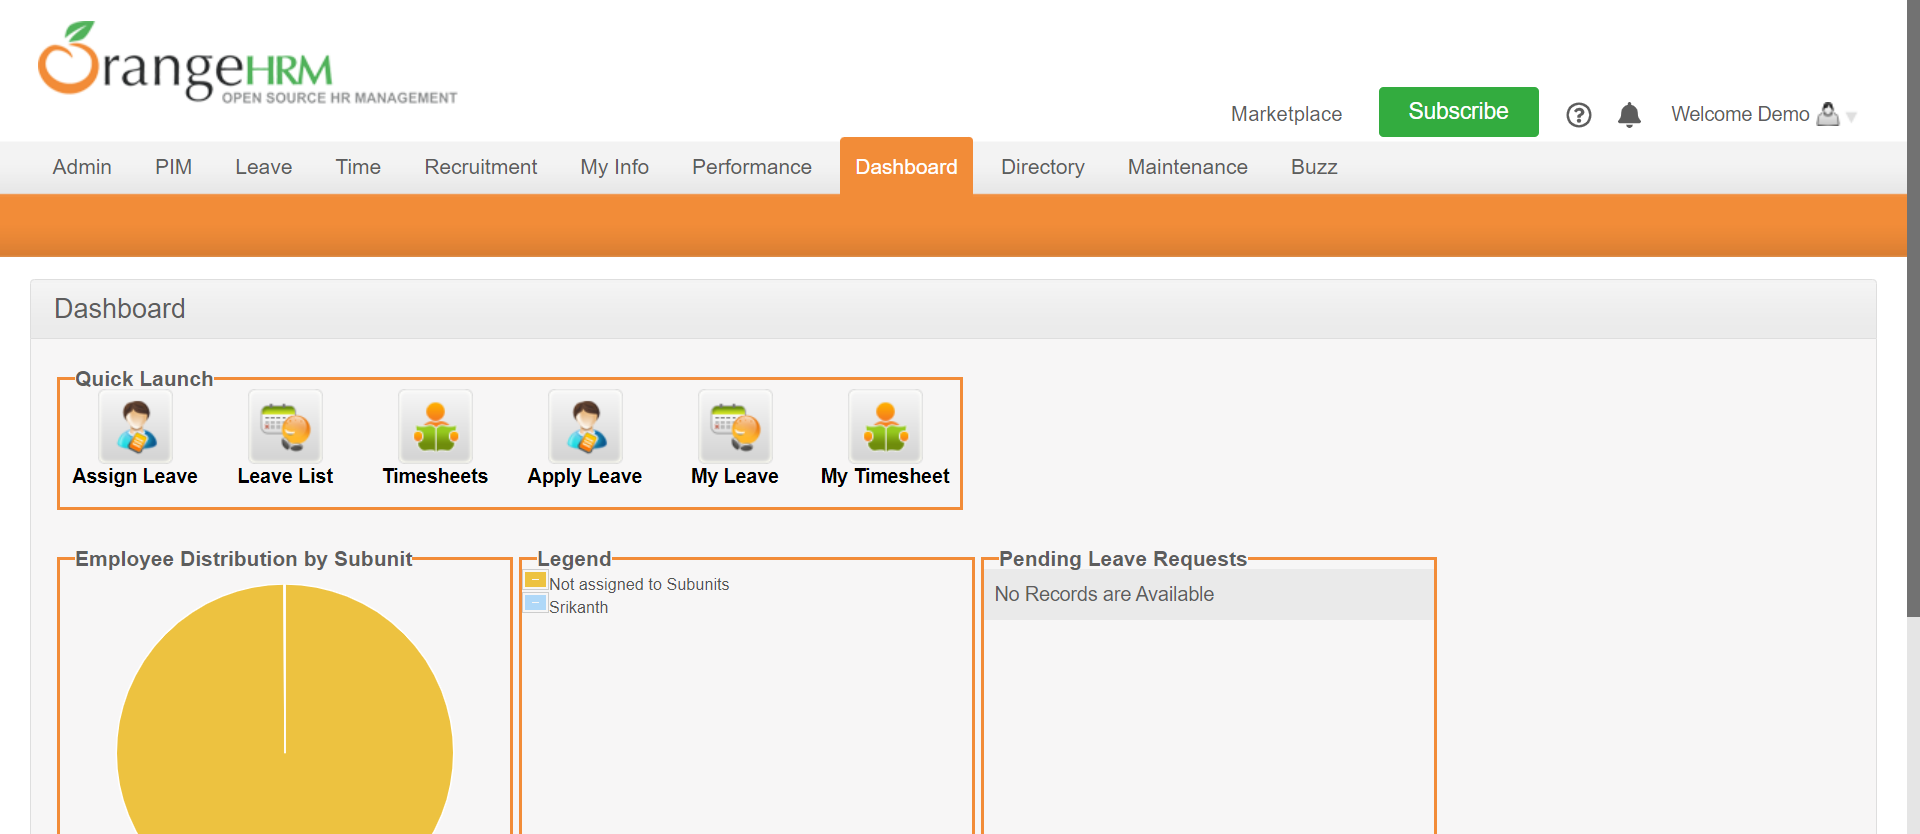 OrangeHRM
OPEN SOURCE HR MANAGEMENT
Marketplace Subscribe ? Welcome Demo
Admin PIM Leave Time Recruitment My Info Performance Dashboard Directory Maintenance Buzz
Dashboard
Quick Launch
Assign Leave Leave List Timesheets Apply Leave My Leave My Timesheet
Employee Distribution by Subunit Legend Pending Leave Requests
Not assigned to Subunits
No Records are Available
Srikanth